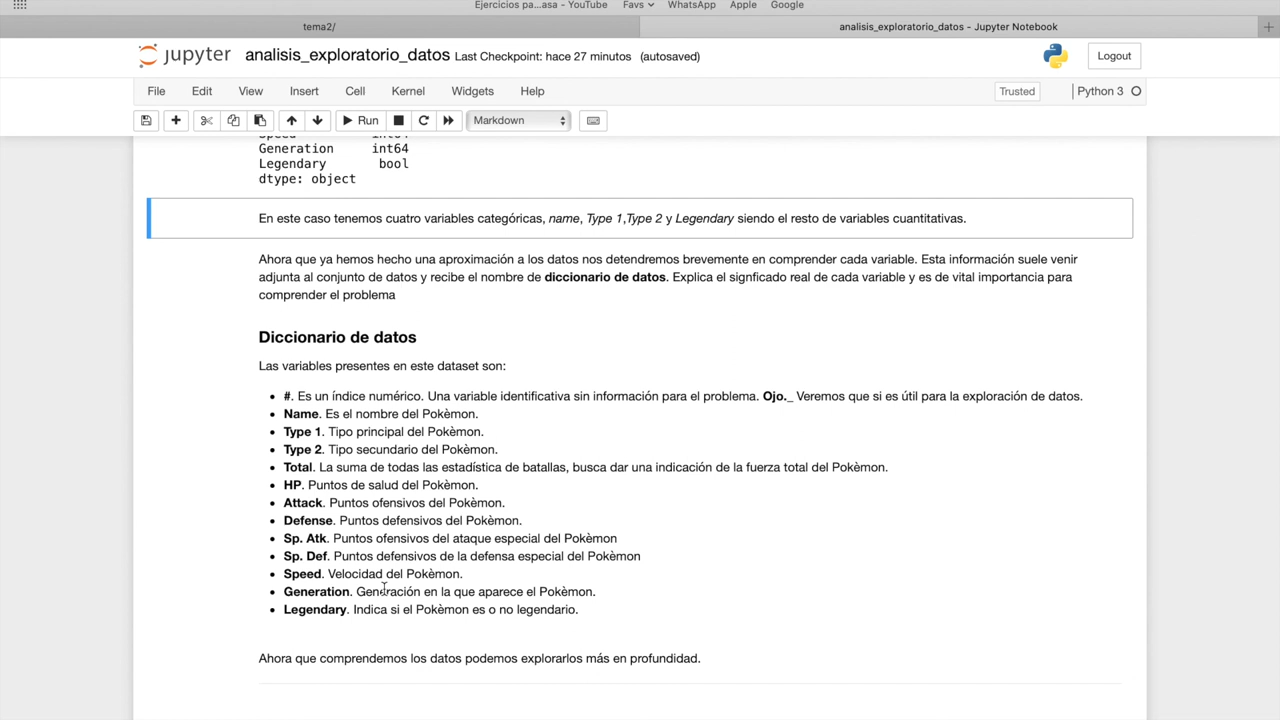 Ejercicios pa...asa - YouTube Favs WhatsApp Apple Google
tema2/ analisis_exploratorio_datos - Jupyter Notebook
jupyter analisis_exploratorio_datos Last Checkpoint: hace 27 minutos (autosaved) Logout
File Edit View Insert Cell Kernel Widgets Help Trusted Python 3
Run Markdown
Speed int64
Generation int64
Legendary bool
dtype: object
En este caso tenemos cuatro variables categóricas, name, Type 1,Type 2 y Legendary siendo el resto de variables cuantitativas.
Ahora que ya hemos hecho una aproximación a los datos nos detendremos brevemente en comprender cada variable. Esta información suele venir
adjunta al conjunto de datos y recibe el nombre de diccionario de datos. Explica el signficado real de cada variable y es de vital importancia para
comprender el problema
Diccionario de datos
Las variables presentes en este dataset son:
• #. Es un índice numérico. Una variable identificativa sin información para el problema. Ojo._ Veremos que si es útil para la exploración de datos.
• Name. Es el nombre del Pokèmon.
• Type 1. Tipo principal del Pokèmon.
• Type 2. Tipo secundario del Pokèmon.
• Total. La suma de todas las estadística de batallas, busca dar una indicación de la fuerza total del Pokèmon.
• HP. Puntos de salud del Pokèmon.
• Attack. Puntos ofensivos del Pokèmon.
• Defense. Puntos defensivos del Pokèmon.
• Sp. Atk. Puntos ofensivos del ataque especial del Pokèmon
• Sp. Def. Puntos defensivos de la defensa especial del Pokèmon
• Speed. Velocidad del Pokèmon.
• Generation. Generación en la que aparece el Pokèmon.
• Legendary. Indica si el Pokèmon es o no legendario.
Ahora que comprendemos los datos podemos explorarlos más en profundidad.